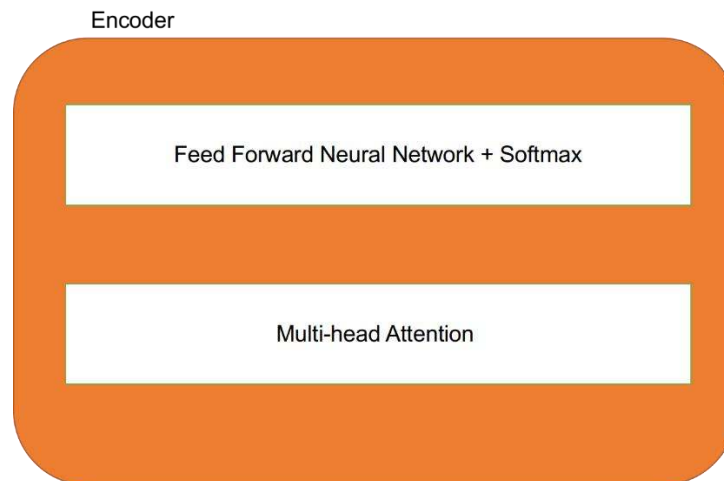 Encoder
Feed Forward Neural Network + Softmax
Multi-head Attention